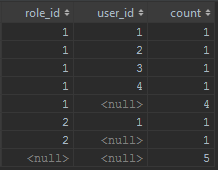 role_id user_id count
1 1 1
1 2 1
1 3 1
1 4 1
1 <null> 4
2 1 1
2 <null> 1
<null> <null> 5